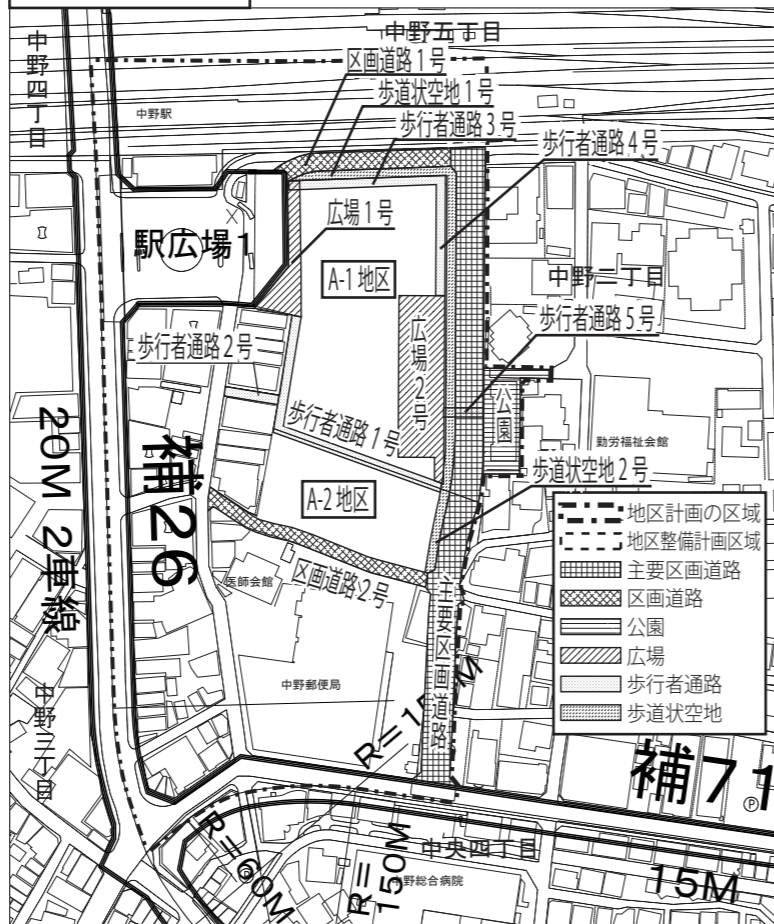 中野五丁目
中野四丁目
区画道路1号
歩道状空地1号
中野駅
歩行者通路3号
歩行者通路4号
広場1号
駅広場1
A-1地区
中野二丁目
歩行者通路5号
歩行者通路2号
広場2号
公園
歩行者通路1号
勤労福祉会館
20M 2車線
補26
歩道状空地2号
A-2地区
地区計画の区域
地区整備計画区域
主要区画道路
区画道路
公園
広場
歩行者通路
歩道状空地
医師会館
区画道路2号
主要区画道路
中野郵便局
中野三丁目
補71
P
中央四丁目
R=60M
R=150M
中野総合病院
15M